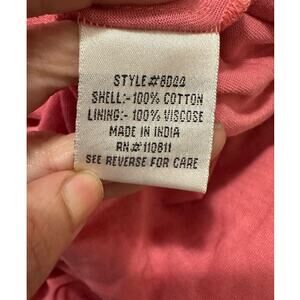 STYLE#8044
SHELL:-100% COTTON
LINING:-100% VISCOSE
MADE IN INDIA
RN#110811
SEE REVERSE FOR CARE